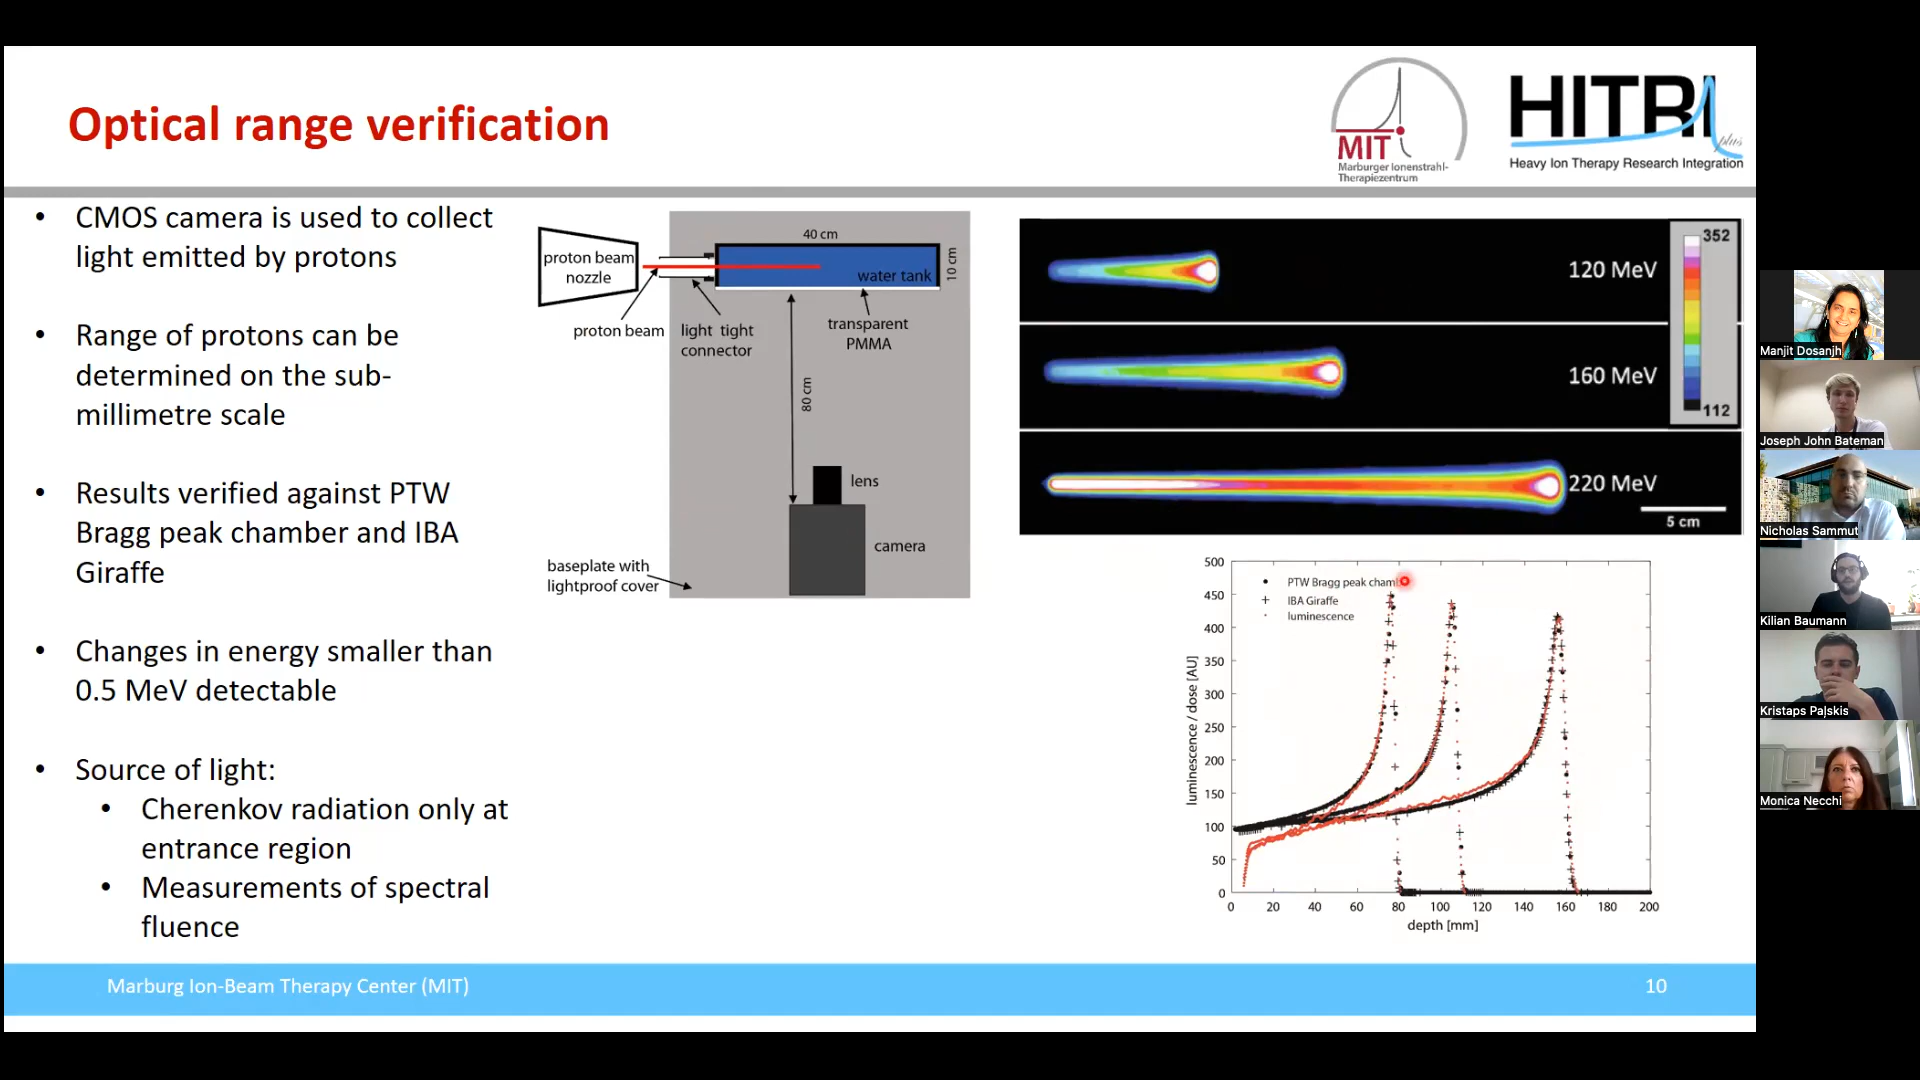 Optical range verification
MIT
Marburger Ionenstrahl-
Therapiezentrum
HITRI
plus
Heavy Ion Therapy Research Integration
• CMOS camera is used to collect
light emitted by protons
• Range of protons can be
determined on the sub-
millimetre scale
• Results verified against PTW
Bragg peak chamber and IBA
Giraffe
• Changes in energy smaller than
0.5 MeV detectable
• Source of light:
• Cherenkov radiation only at
entrance region
• Measurements of spectral
fluence
40 cm
10 cm
proton beam
nozzle
water tank
proton beam
light tight
connector
transparent
PMMA
80 cm
lens
camera
baseplate with
lightproof cover
120 MeV
160 MeV
220 MeV
5 cm
352
112
PTW Bragg peak cham
IBA Giraffe
luminescence
luminescence / dose [AU]
500
450
400
350
300
250
200
150
100
50
0
0 20 40 60 80 100 120 140 160 180 200
depth [mm]
Marburg Ion-Beam Therapy Center (MIT)
10
Manjit Dosanjh
Joseph John Bateman
Nicholas Sammut
Kilian Baumann
Kristaps Paļskis
Monica Necchi